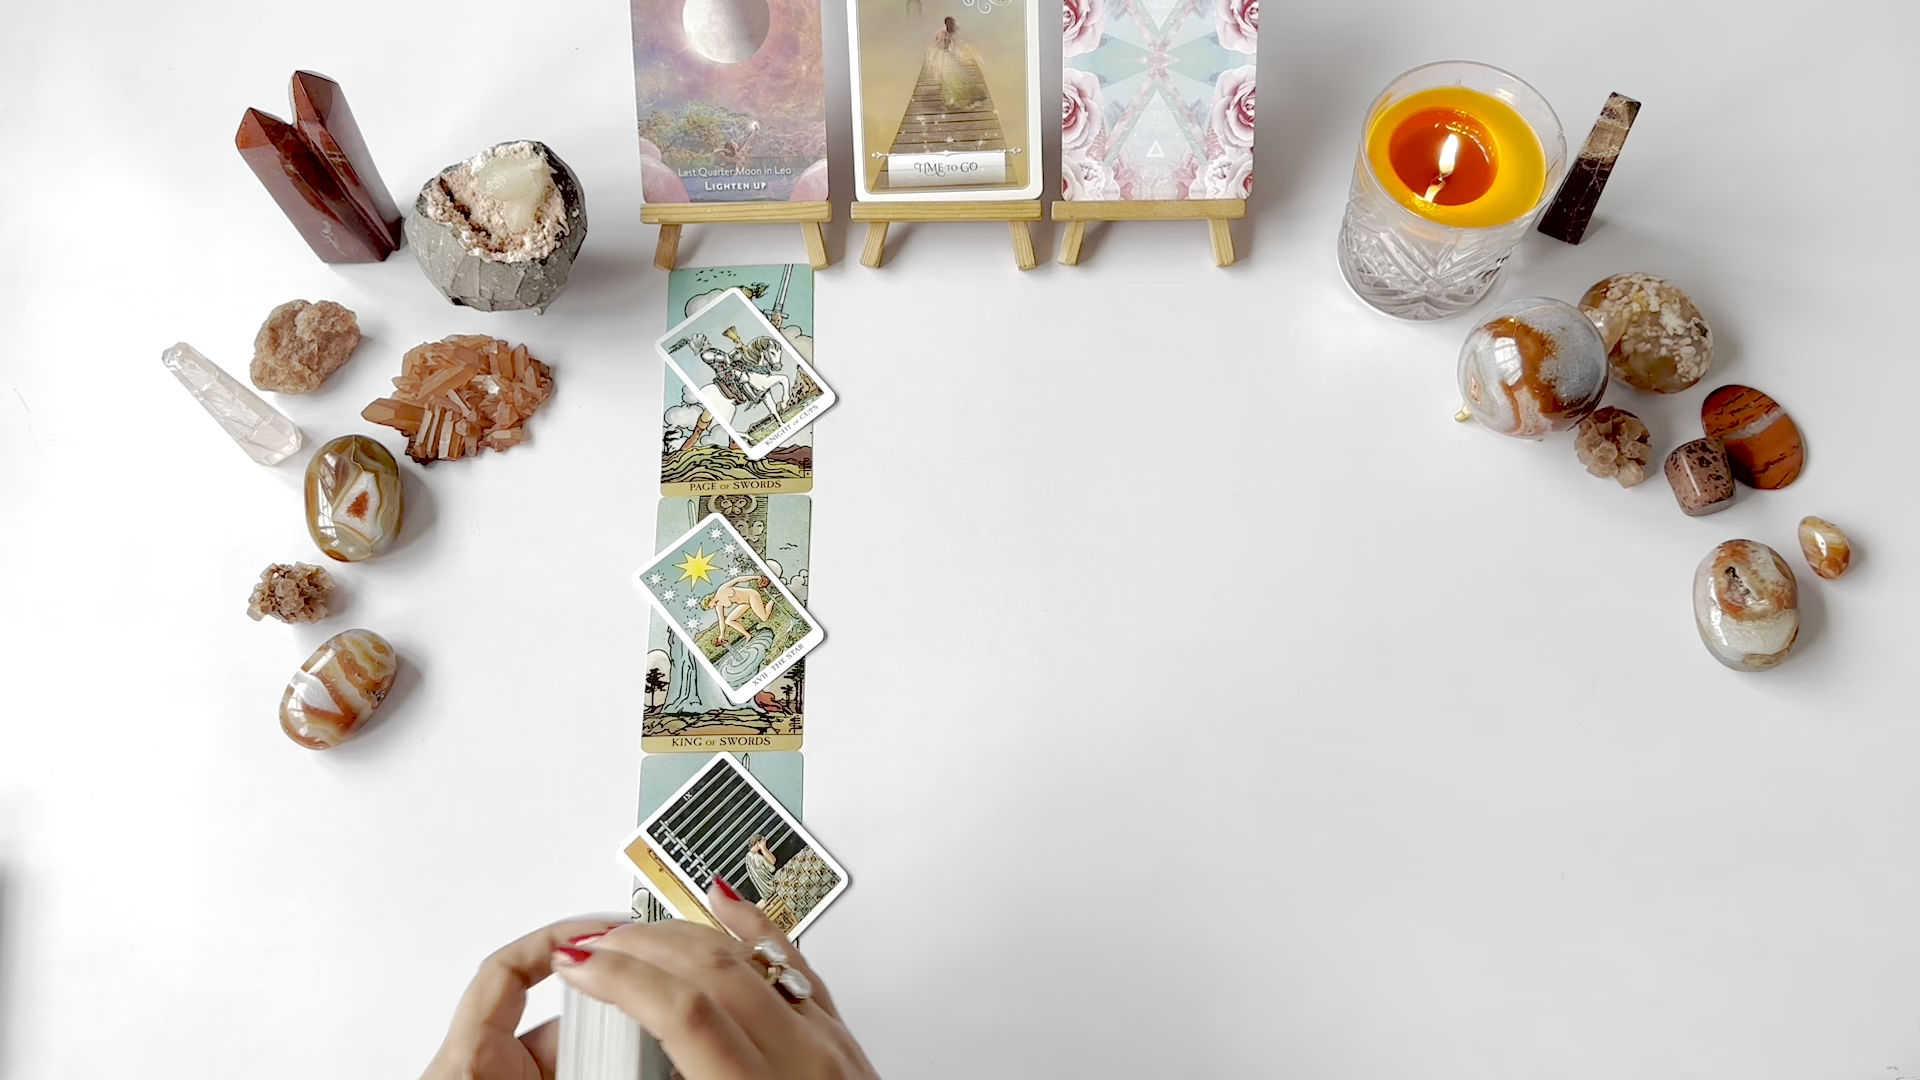 Last Quarter Moon in Leo
LIGHTEN UP
TIME TO GO
KNIGHT OF CUPS
PAGE OF SWORDS
XVII THE STAR
KING OF SWORDS
IX